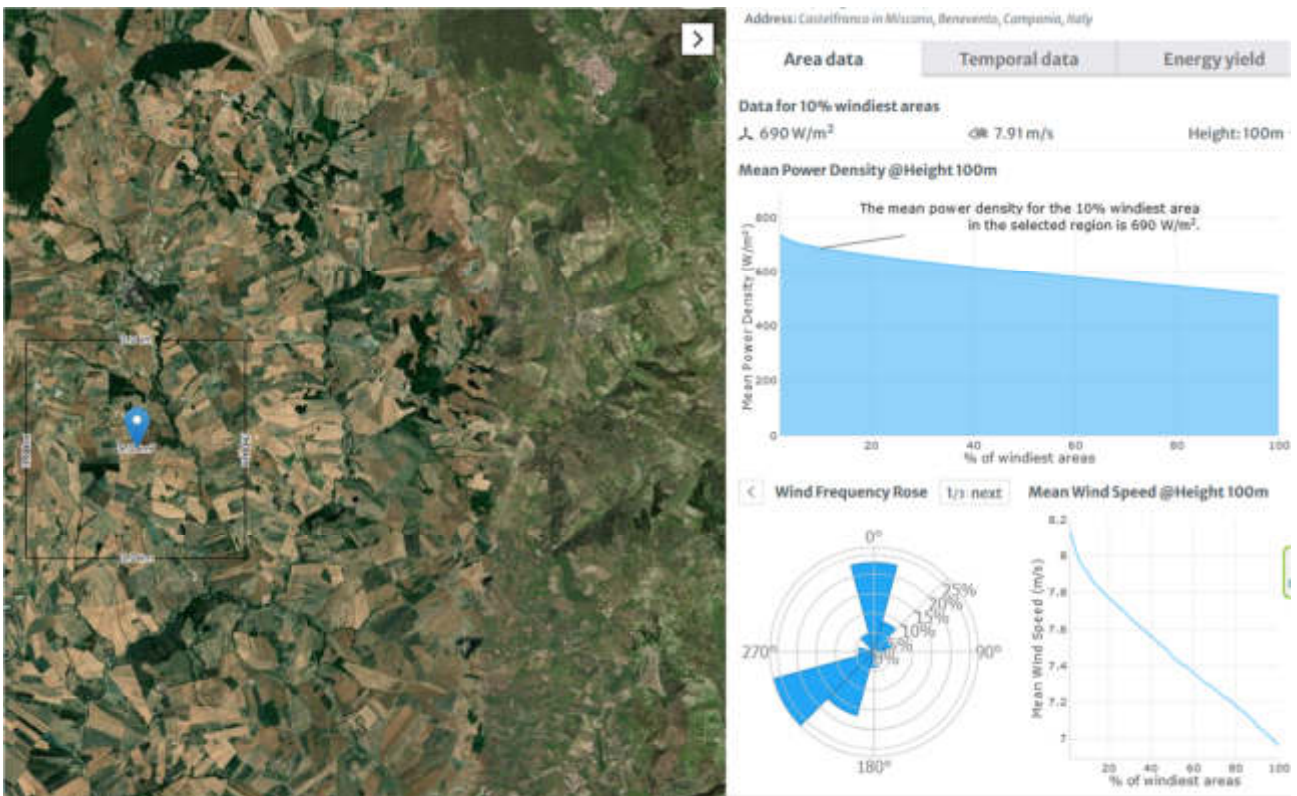 Address: Castelfranco in Miscano, Benevento, Campania, Italy
Area data
Temporal data
Energy yield
Data for 10% windiest areas
690 W/m²
7.91 m/s
Height: 100m
Mean Power Density @Height 100m
The mean power density for the 10% windiest area
in the selected region is 690 W/m².
Mean Power Density (W/m²)
800
600
400
200
0
20
40
60
80
100
% of windiest areas
Wind Frequency Rose
1/3 next
Mean Wind Speed @Height 100m
0°
25%
20%
15%
10%
270°
90°
180°
Mean Wind Speed (m/s)
8.2
8
7.8
7.6
7.4
7.2
7
20
40
60
80
100
% of windiest areas